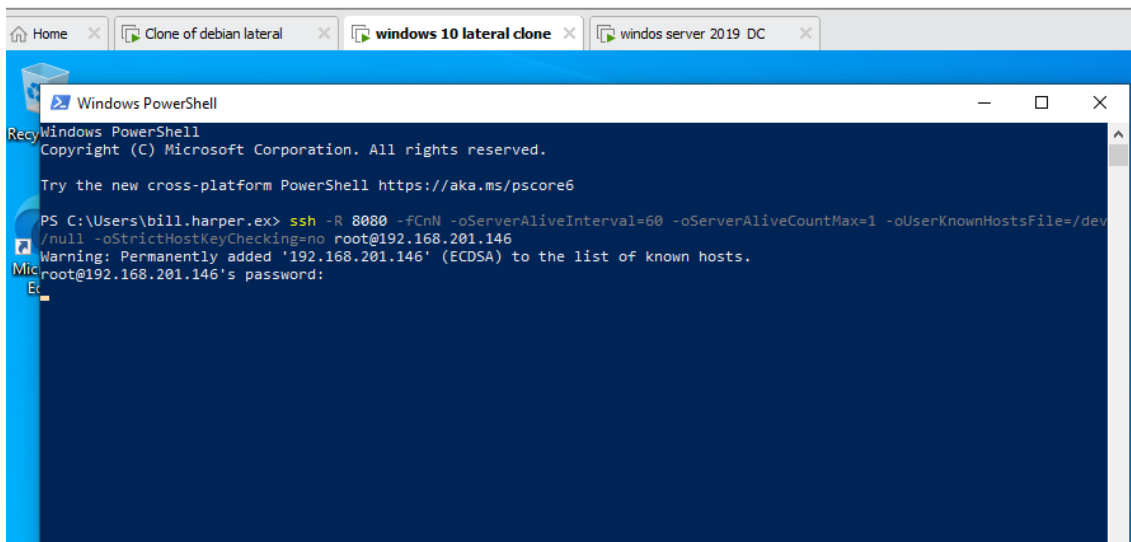 Home
Clone of debian lateral
windows 10 lateral clone
windos server 2019 DC
Windows PowerShell
Windows PowerShell
Copyright (C) Microsoft Corporation. All rights reserved.
Try the new cross-platform PowerShell https://aka.ms/pscore6
PS C:\Users\bill.harper.ex> ssh -R 8080 -fCnN -oServerAliveInterval=60 -oServerAliveCountMax=1 -oUserKnownHostsFile=/dev
/null -oStrictHostKeyChecking=no root@192.168.201.146
Warning: Permanently added '192.168.201.146' (ECDSA) to the list of known hosts.
root@192.168.201.146's password:
Recy
Mic
Ed